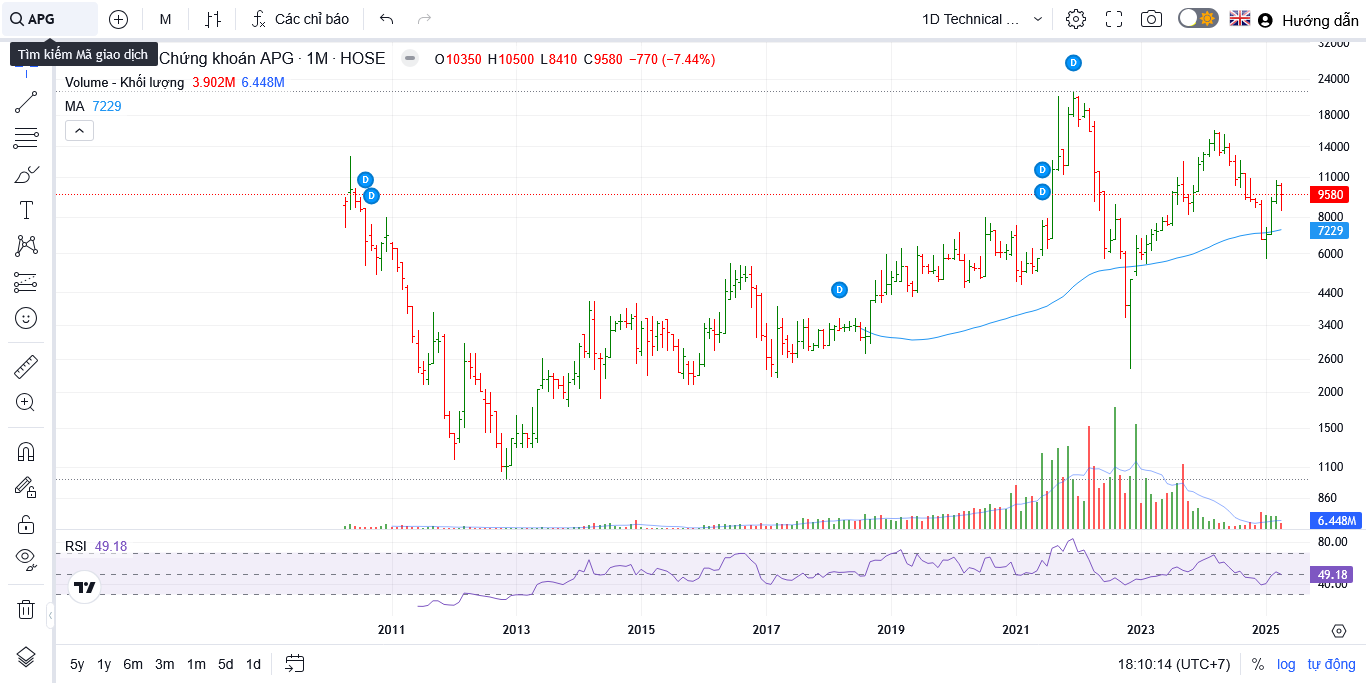 APG
M
Các chỉ báo
1D Technical ...
Hướng dẫn
Tìm kiếm Mã giao dịch
Chứng khoán APG · 1M · HOSE
O10350 H10500 L8410 C9580 −770 (−7.44%)
Volume - Khối lượng 3.902M 6.448M
MA 7229
32000
24000
18000
14000
11000
9580
8000
7229
6000
4400
3400
2600
2000
1500
1100
860
6.448M
D
D
D
D
D
D
RSI 49.18
80.00
49.18
40.00
2011 2013 2015 2017 2019 2021 2023 2025
5y 1y 6m 3m 1m 5d 1d
18:10:14 (UTC+7) % log tự động